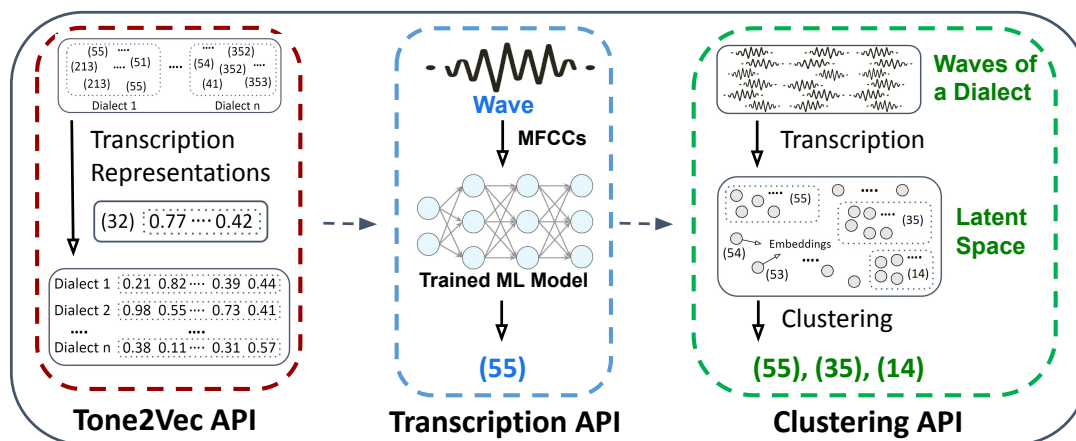 (55) ····
(213) ···· (51)
(213) (55)
Dialect 1
····
···· (352)
(54) (352) ····
(41) (353)
Dialect n
Transcription
Representations
(32) 0.77 ···· 0.42
Dialect 1 0.21 0.82 ···· 0.39 0.44
Dialect 2 0.98 0.55 ···· 0.73 0.41
···· ····
Dialect n 0.38 0.11 ···· 0.31 0.57
Tone2Vec API
Wave
MFCCs
Trained ML Model
(55)
Transcription API
Waves of
a Dialect
Transcription
···· (55)
····
···· (35)
Embeddings
(54)
(53)
····
···· (14)
Latent
Space
Clustering
(55), (35), (14)
Clustering API